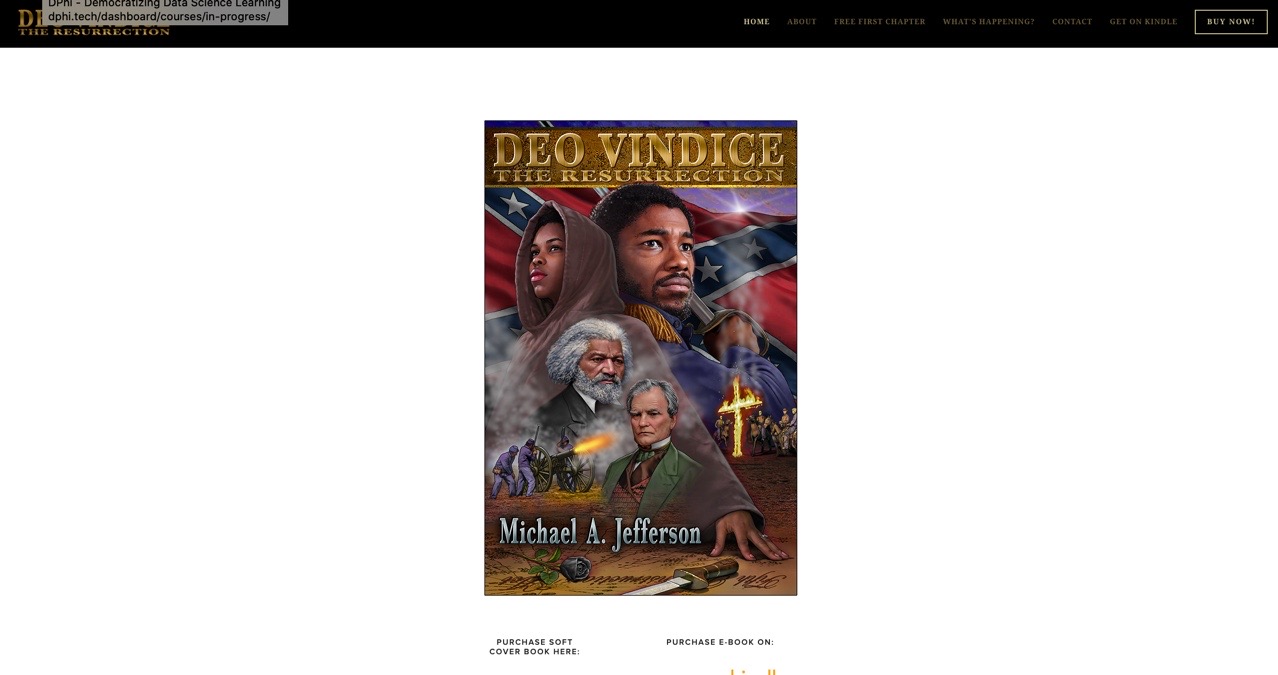 DPhi - Democratizing Data Science Learning
dphi.tech/dashboard/courses/in-progress/
THE RESURRECTION
HOME ABOUT FREE FIRST CHAPTER WHAT'S HAPPENING? CONTACT GET ON KINDLE BUY NOW!
DEO VINDICE
THE RESURRECTION
Michael A. Jefferson
PURCHASE SOFT
COVER BOOK HERE:
PURCHASE E-BOOK ON: